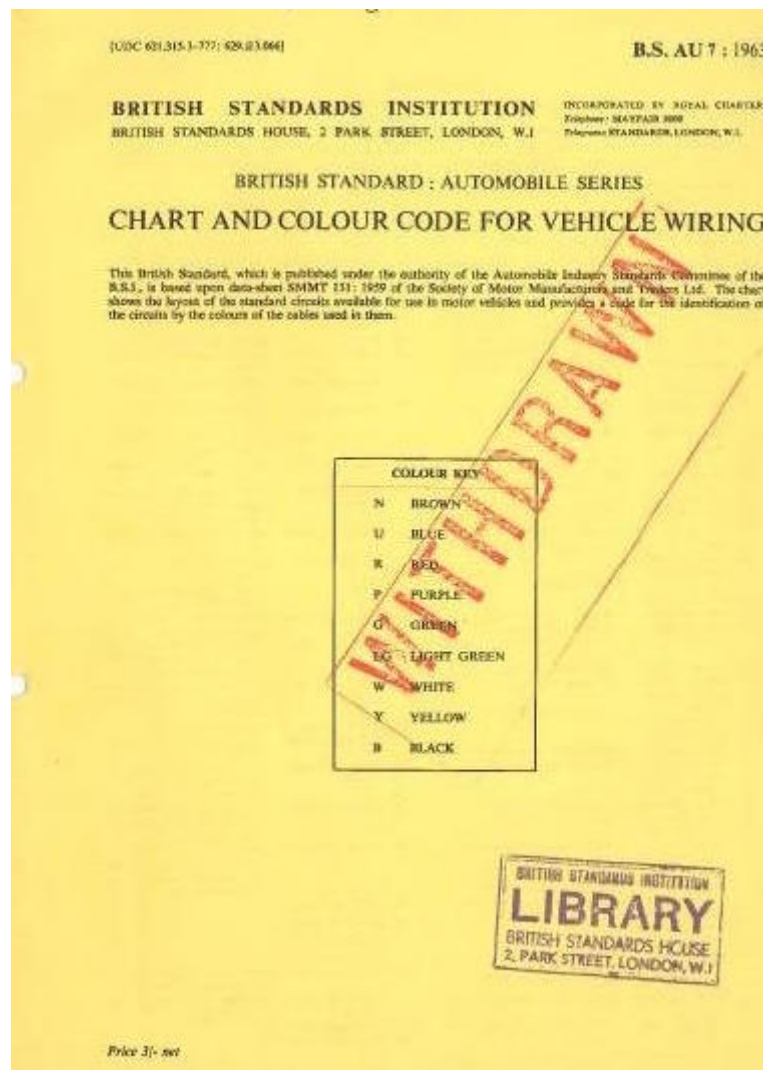 [UDC 621.315.3-777: 629.113.066]
B.S. AU 7 : 1963
BRITISH STANDARDS INSTITUTION
BRITISH STANDARDS HOUSE, 2 PARK STREET, LONDON, W.1
INCORPORATED BY ROYAL CHARTER
Telephone: MAYFAIR 9000
Telegrams: STANDARDS, LONDON, W.1.
BRITISH STANDARD : AUTOMOBILE SERIES
CHART AND COLOUR CODE FOR VEHICLE WIRING
This British Standard, which is published under the authority of the Automobile Industry Standards Committee of the
B.S.I., is based upon data-sheet SMMT 151: 1959 of the Society of Motor Manufacturers and Traders Ltd. The chart
shows the layout of the standard circuits available for use in motor vehicles and provides a code for the identification of
the circuits by the colours of the cables used in them.
WITHDRAWN
COLOUR KEY
N BROWN
U BLUE
R RED
P PURPLE
G GREEN
LG LIGHT GREEN
W WHITE
Y YELLOW
B BLACK
BRITISH STANDARDS INSTITUTION
LIBRARY
BRITISH STANDARDS HOUSE
2, PARK STREET, LONDON, W.1
Price 3/- net